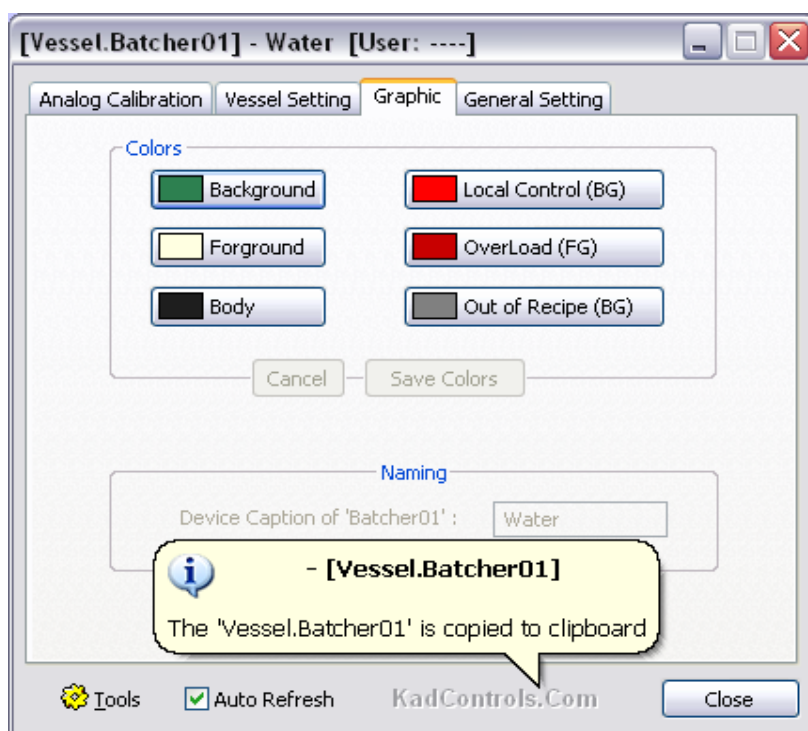 [Vessel.Batcher01] - Water [User: ----]
Analog Calibration Vessel Setting Graphic General Setting
Colors
Background Local Control (BG)
Forground OverLoad (FG)
Body Out of Recipe (BG)
Cancel Save Colors
Naming
Device Caption of 'Batcher01' : Water
- [Vessel.Batcher01]
The 'Vessel.Batcher01' is copied to clipboard
Tools Auto Refresh KadControls.Com Close